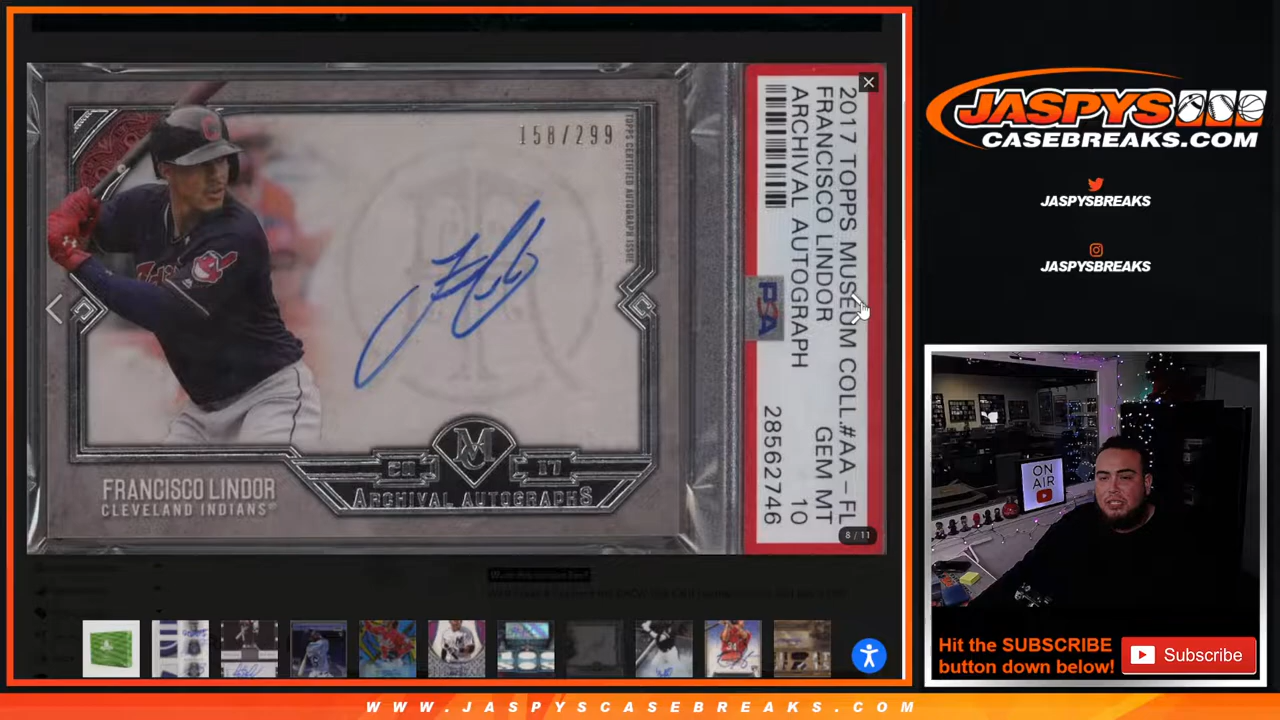 158/299
TOPPS CERTIFIED AUTOGRAPH ISSUE
CR
MC
17
ARCHIVAL AUTOGRAPHS
FRANCISCO LINDOR
CLEVELAND INDIANS
2017 TOPPS MUSEUM COLL.#AA - FL
FRANCISCO LINDOR GEM MT
ARCHIVAL AUTOGRAPH 10
28562746
PSA
8 / 11
JASPYS
CASEBREAKS.COM
JASPYSBREAKS
JASPYSBREAKS
ON
AIR
Hit the SUBSCRIBE
button down below!
Subscribe
WWW.JASPYSCASEBREAKS.COM